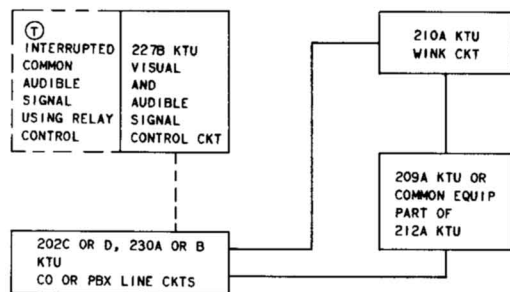 T
INTERRUPTED
COMMON
AUDIBLE
SIGNAL
USING RELAY
CONTROL
227B KTU
VISUAL
AND
AUDIBLE
SIGNAL
CONTROL CKT
210A KTU
WINK CKT
209A KTU OR
COMMON EQUIP
PART OF
212A KTU
202C OR D, 230A OR B
KTU
CO OR PBX LINE CKTS